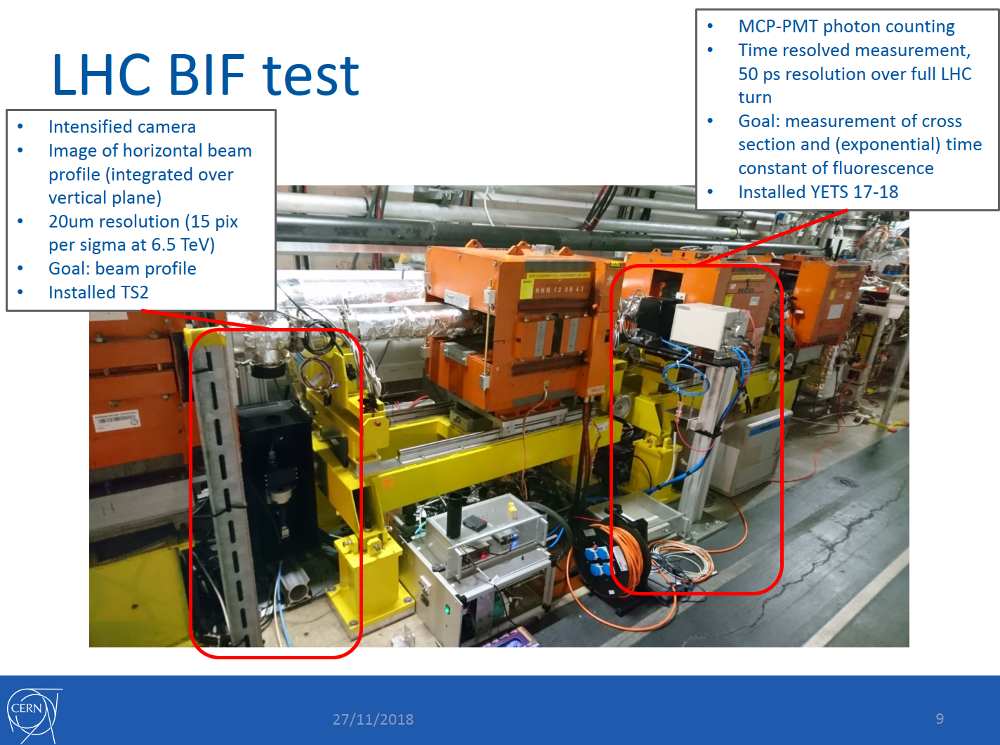 LHC BIF test
• Intensified camera
• Image of horizontal beam
profile (integrated over
vertical plane)
• 20um resolution (15 pix
per sigma at 6.5 TeV)
• Goal: beam profile
• Installed TS2
• MCP-PMT photon counting
• Time resolved measurement,
50 ps resolution over full LHC
turn
• Goal: measurement of cross
section and (exponential) time
constant of fluorescence
• Installed YETS 17-18
CERN
27/11/2018
9